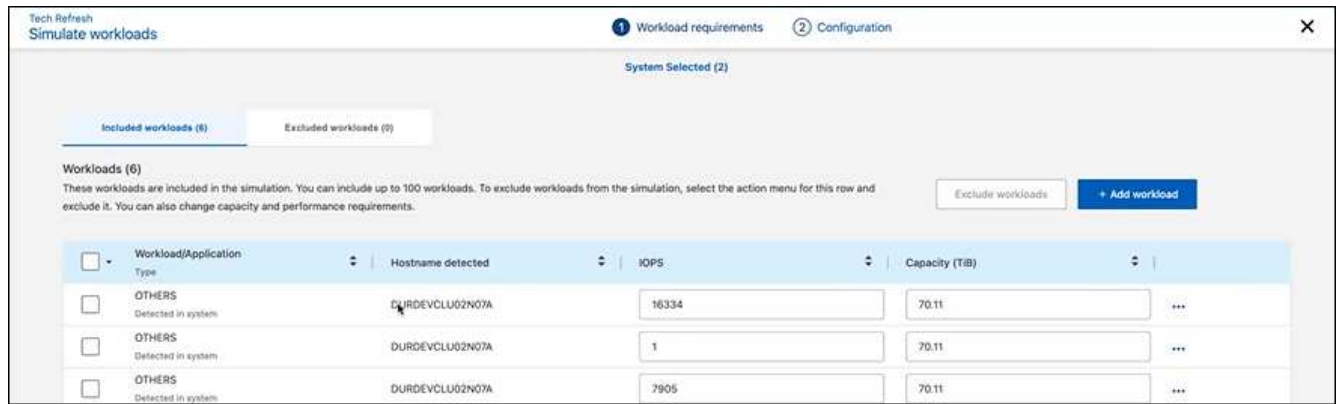 Tech Refresh
Simulate workloads
1 Workload requirements
2 Configuration
System Selected (2)
Included workloads (6)
Excluded workloads (0)
Workloads (6)
These workloads are included in the simulation. You can include up to 100 workloads. To exclude workloads from the simulation, select the action menu for this row and
exclude it. You can also change capacity and performance requirements.
Exclude workloads
+ Add workload
Workload/Application
Type
Hostname detected
IOPS
Capacity (TiB)
OTHERS
Detected in system
DURDEVCLU02N07A
16334
70.11
OTHERS
Detected in system
DURDEVCLU02N07A
1
70.11
OTHERS
Detected in system
DURDEVCLU02N07A
7905
70.11